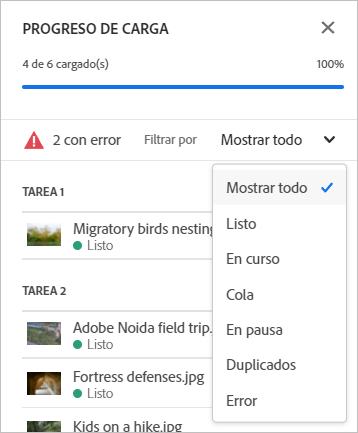 PROGRESO DE CARGA
4 de 6 cargado(s) 100%
2 con error Filtrar por Mostrar todo
TAREA 1
Mostrar todo
Migratory birds nesting
Listo
Listo
En curso
TAREA 2
Cola
Adobe Noida field trip.
Listo
En pausa
Duplicados
Fortress defenses.jpg
Listo
Error
Kids on a hike.jpg